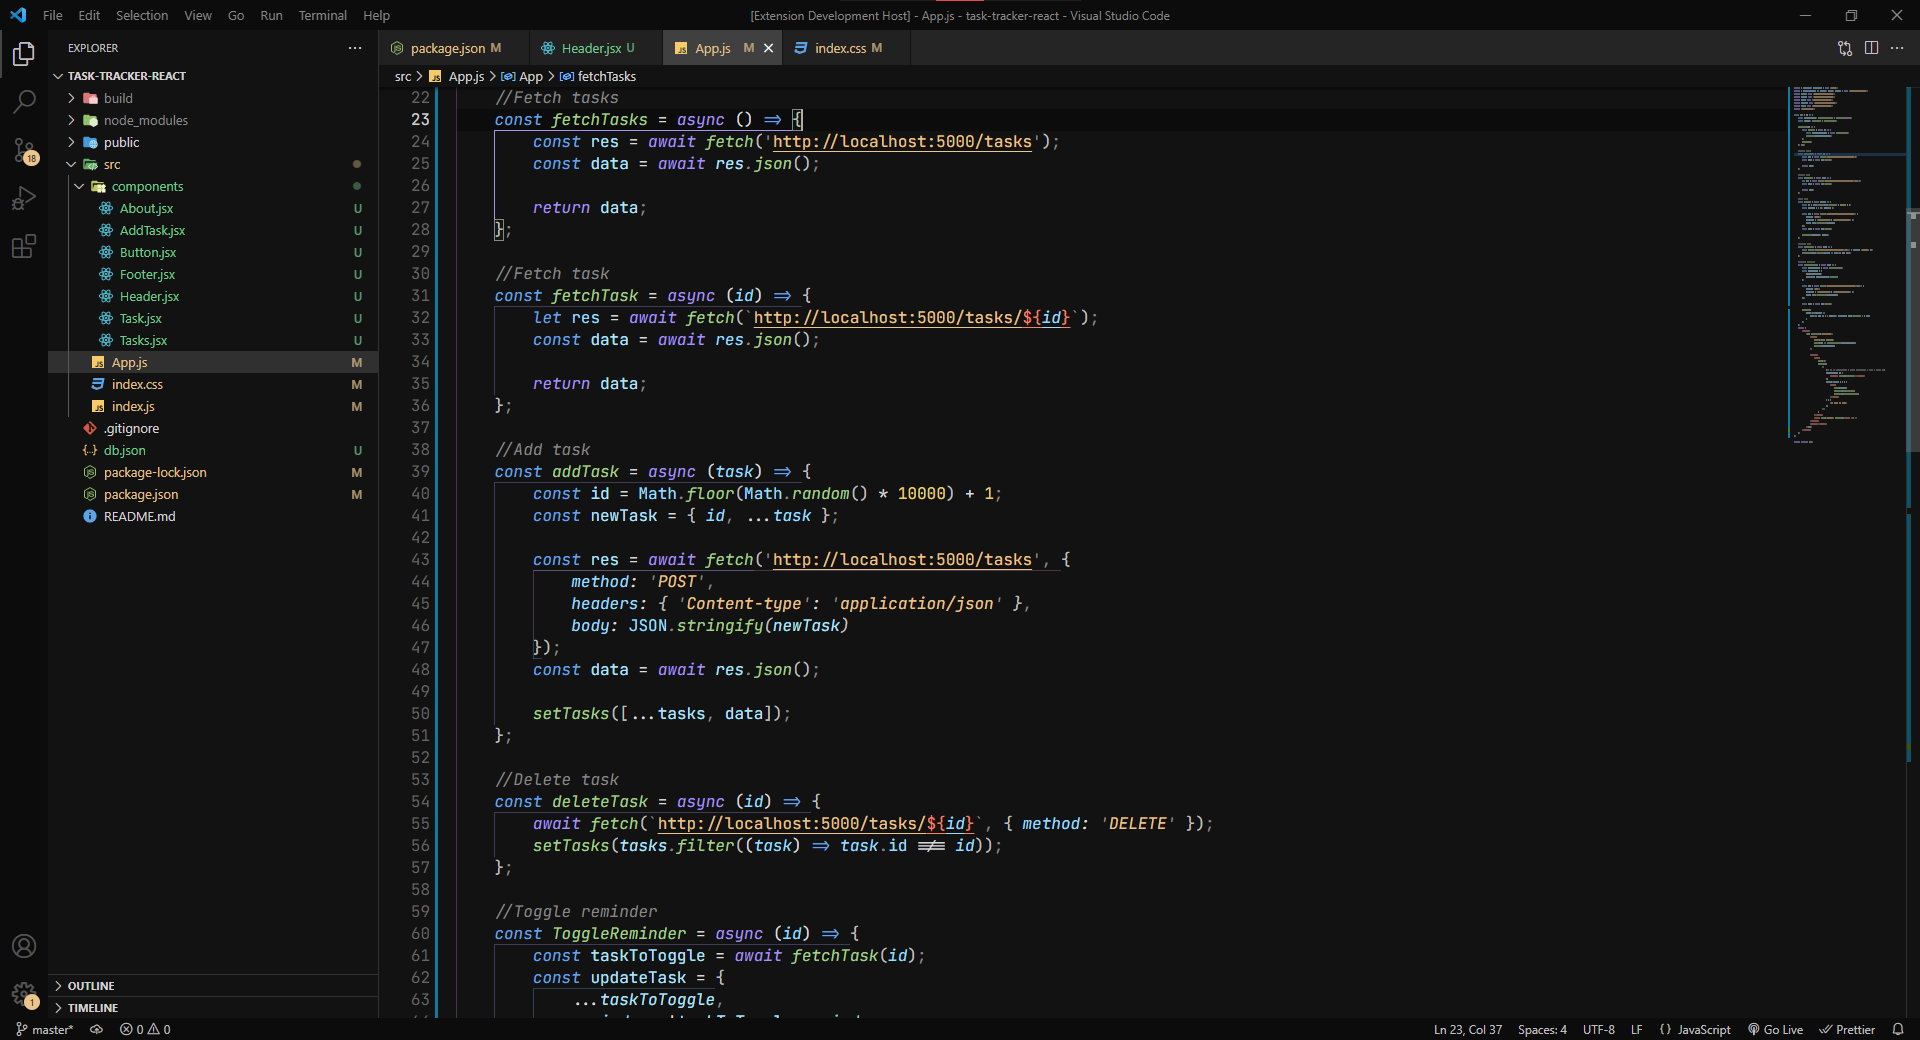 File Edit Selection View Go Run Terminal Help
[Extension Development Host] - App.js - task-tracker-react - Visual Studio Code
EXPLORER
TASK-TRACKER-REACT
build
node_modules
public
src
components
About.jsx U
AddTask.jsx U
Button.jsx U
Footer.jsx U
Header.jsx U
Task.jsx U
Tasks.jsx U
App.js M
index.css M
index.js M
.gitignore
db.json U
package-lock.json M
package.json M
README.md
OUTLINE
TIMELINE
18
1
package.json M
Header.jsx U
App.js M
index.css M
src > App.js > App > fetchTasks
22 //Fetch tasks
23 const fetchTasks = async () => {
24 const res = await fetch('http://localhost:5000/tasks');
25 const data = await res.json();
26
27 return data;
28 };
29
30 //Fetch task
31 const fetchTask = async (id) => {
32 let res = await fetch(`http://localhost:5000/tasks/${id}`);
33 const data = await res.json();
34
35 return data;
36 };
37
38 //Add task
39 const addTask = async (task) => {
40 const id = Math.floor(Math.random() * 10000) + 1;
41 const newTask = { id, ...task };
42
43 const res = await fetch('http://localhost:5000/tasks', {
44 method: 'POST',
45 headers: { 'Content-type': 'application/json' },
46 body: JSON.stringify(newTask)
47 });
48 const data = await res.json();
49
50 setTasks([...tasks, data]);
51 };
52
53 //Delete task
54 const deleteTask = async (id) => {
55 await fetch(`http://localhost:5000/tasks/${id}`, { method: 'DELETE' });
56 setTasks(tasks.filter((task) => task.id !== id));
57 };
58
59 //Toggle reminder
60 const ToggleReminder = async (id) => {
61 const taskToToggle = await fetchTask(id);
62 const updateTask = {
63 ...taskToToggle,
master* 0 0
Ln 23, Col 37 Spaces: 4 UTF-8 LF {} JavaScript Go Live Prettier